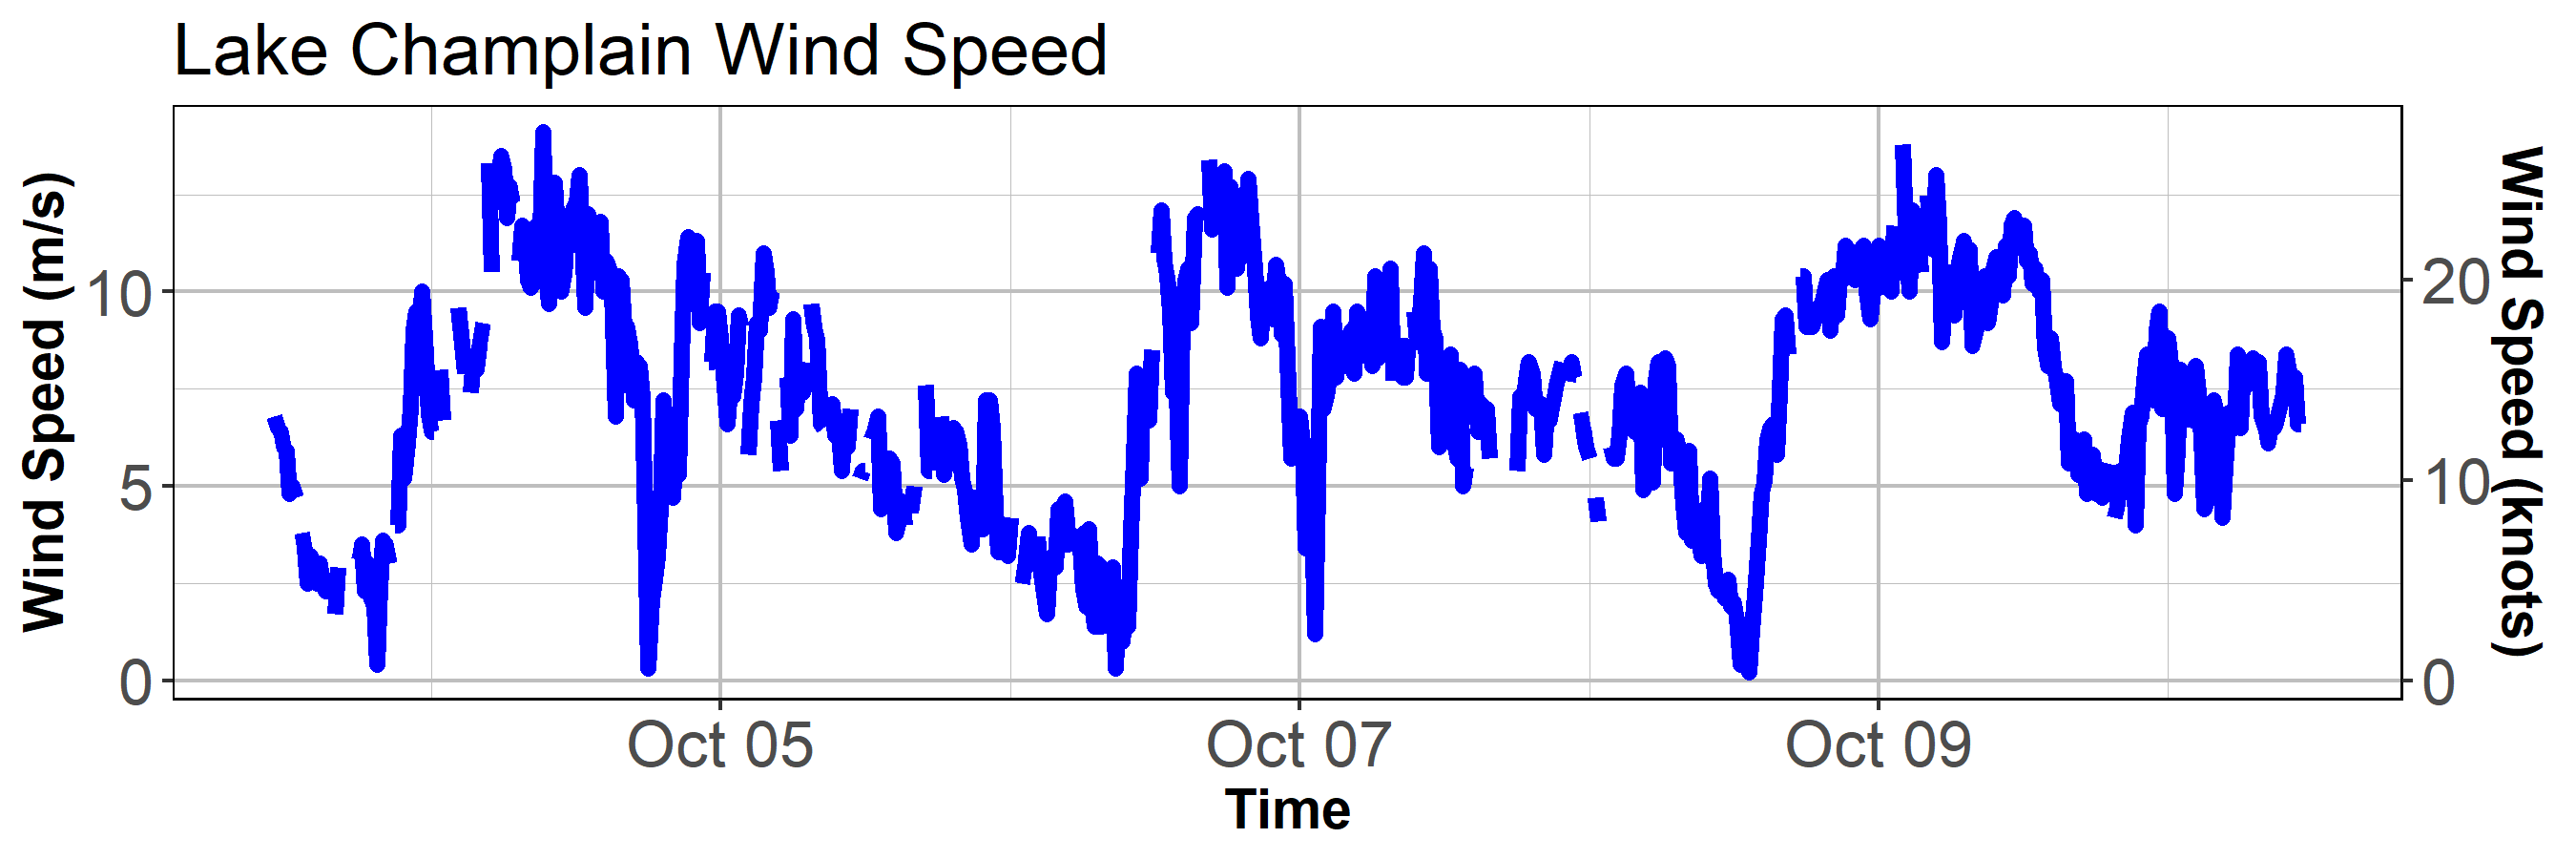 Lake Champlain Wind Speed
Wind Speed (m/s)
10
5
0
20
10
0
Wind Speed (knots)
Oct 05
Oct 07
Oct 09
Time